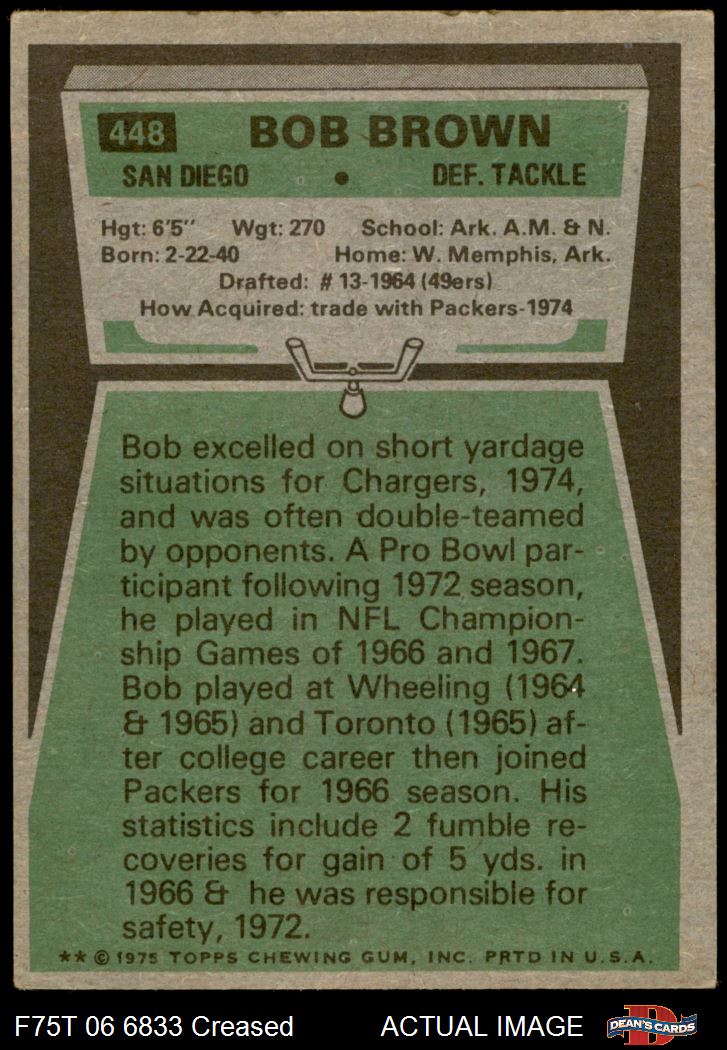 448 BOB BROWN
SAN DIEGO • DEF. TACKLE
Hgt: 6'5" Wgt: 270 School: Ark. A.M. & N.
Born: 2-22-40 Home: W. Memphis, Ark.
Drafted: # 13-1964 (49ers)
How Acquired: trade with Packers-1974
Bob excelled on short yardage
situations for Chargers, 1974,
and was often double-teamed
by opponents. A Pro Bowl par-
ticipant following 1972 season,
he played in NFL Champion-
ship Games of 1966 and 1967.
Bob played at Wheeling (1964
& 1965) and Toronto (1965) af-
ter college career then joined
Packers for 1966 season. His
statistics include 2 fumble re-
coveries for gain of 5 yds. in
1966 & he was responsible for
safety, 1972.
** © 1975 TOPPS CHEWING GUM, INC. PRTD IN U.S.A.
F75T 06 6833 Creased ACTUAL IMAGE D DEAN'S CARDS